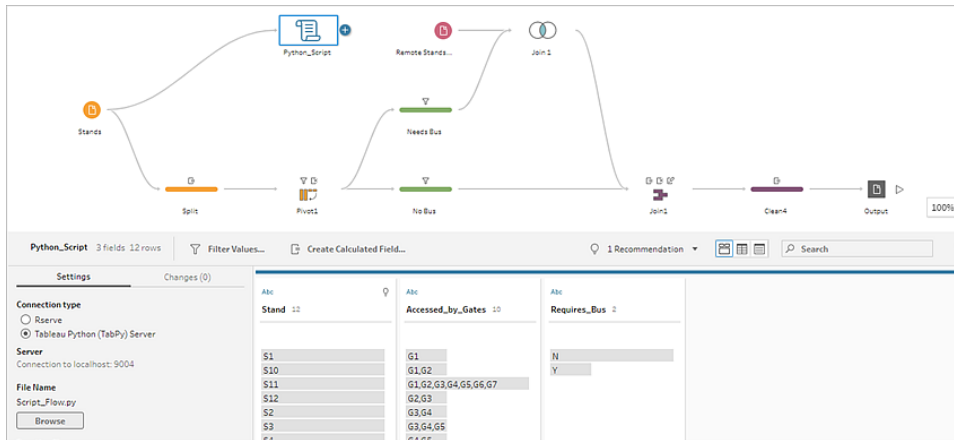 Python_Script
Remote Stands...
Join 1
Stands
Needs Bus
Split
Pivot1
No Bus
Join1
Clean4
Output
100%
Python_Script 3 fields 12 rows Filter Values... Create Calculated Field... 1 Recommendation Search
Settings Changes (0)
Connection type
Rserve
Tableau Python (TabPy) Server
Server
Connection to localhost: 9004
File Name
Script_Flow.py
Browse
Abc Abc Abc
Stand 12 Accessed_by_Gates 10 Requires_Bus 2
S1 G1 N
S10 G1,G2 Y
S11 G1,G2,G3,G4,G5,G6,G7
S12 G2,G3
S2 G3,G4
S3 G3,G4,G5